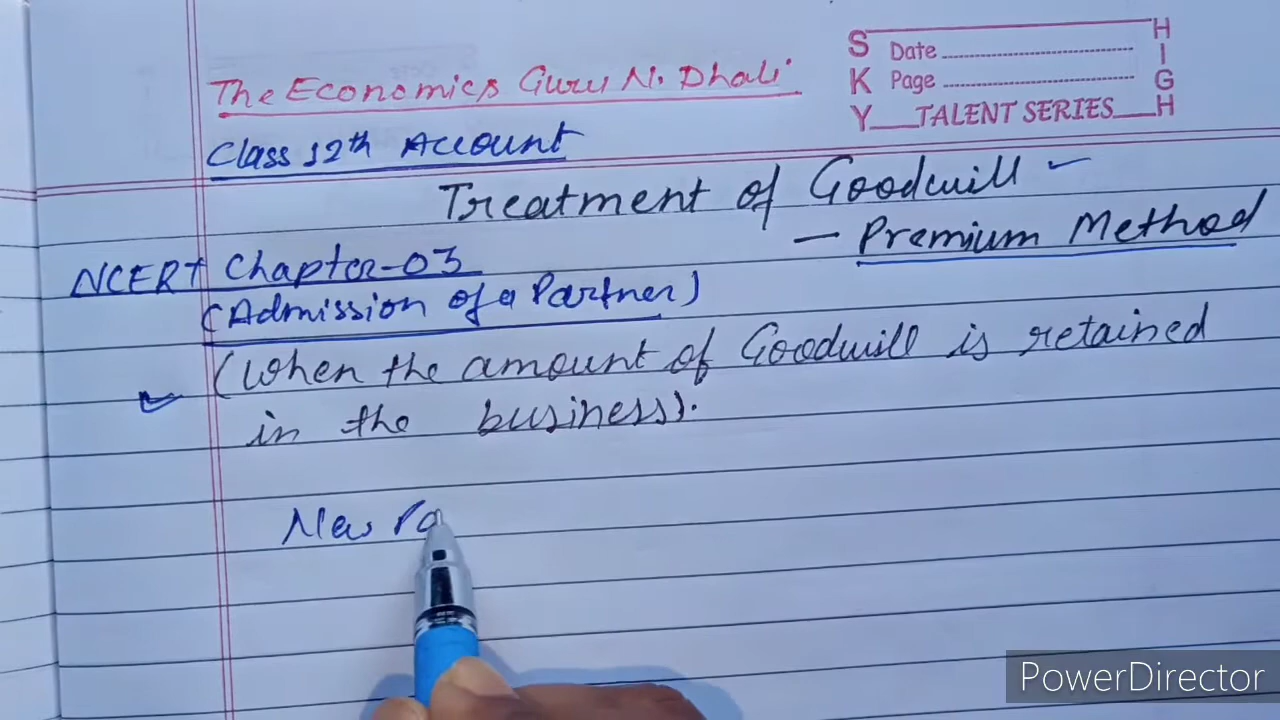 The Economics Guru N. Dhali
S H
Date
I
K Page G
Y TALENT SERIES H
Class 12th Account
Treatment of Goodwill
— Premium Method
NCERT Chapter-03
(Admission of a Partner)
(When the amount of Goodwill is retained
in the business).
New Pa
PowerDirector